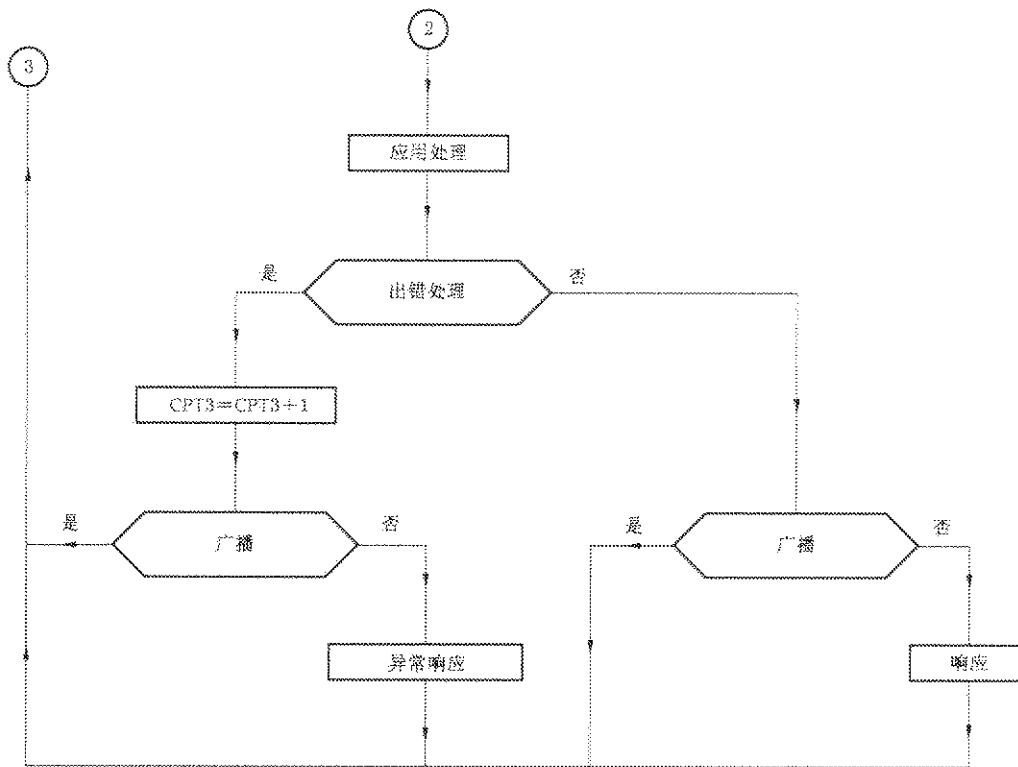 2
3
应用处理
是
出错处理
否
CPT3=CPT3+1
是
广播
否
是
广播
否
异常响应
响应